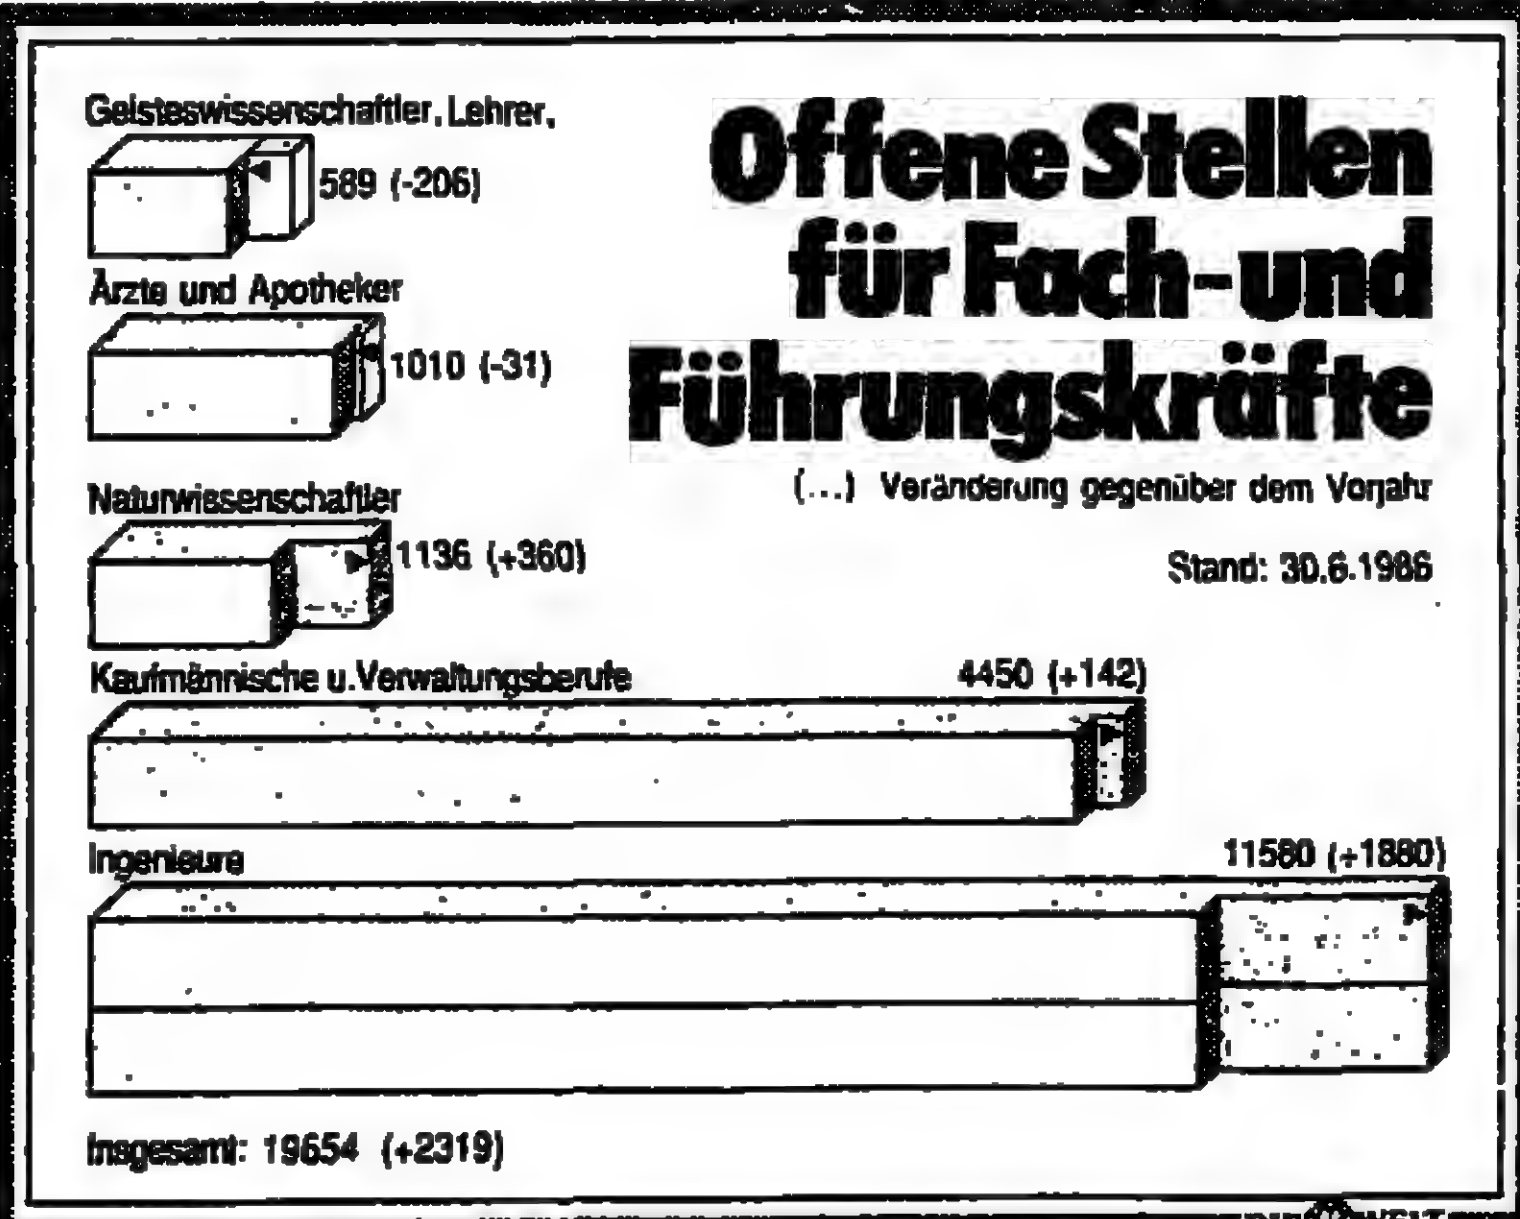 Offene Stellen
für Fach- und
Führungskräfte
(...) Veränderung gegenüber dem Vorjahr
Stand: 30.6.1986
Geisteswissenschaftler, Lehrer,
589 (-206)
Ärzte und Apotheker
1010 (-31)
Naturwissenschaftler
1136 (+360)
Kaufmännische u. Verwaltungsberufe
4450 (+142)
Ingenieure
11580 (+1880)
Insgesamt: 19654 (+2319)